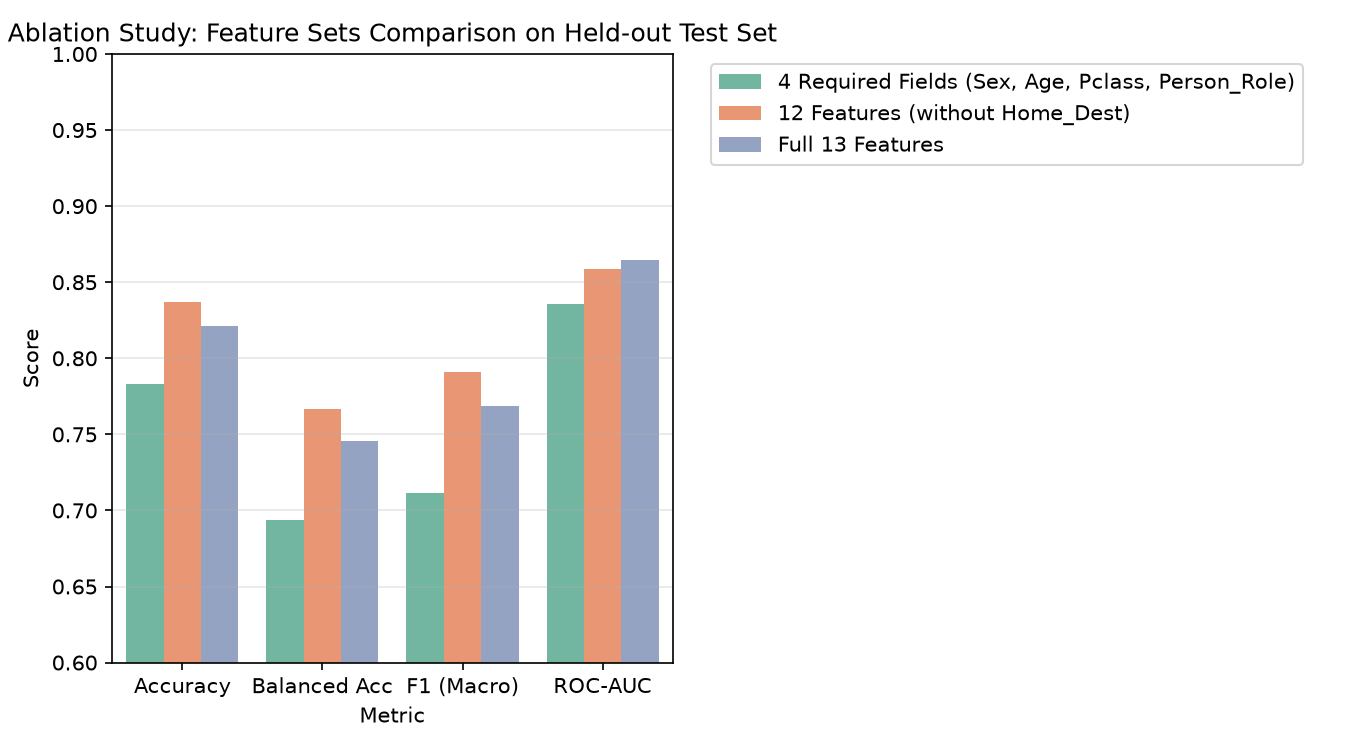 Ablation Study: Feature Sets Comparison on Held-out Test Set
4 Required Fields (Sex, Age, Pclass, Person_Role)
12 Features (without Home_Dest)
Full 13 Features
Score
1.00
0.95
0.90
0.85
0.80
0.75
0.70
0.65
0.60
Accuracy Balanced Acc F1 (Macro) ROC-AUC
Metric